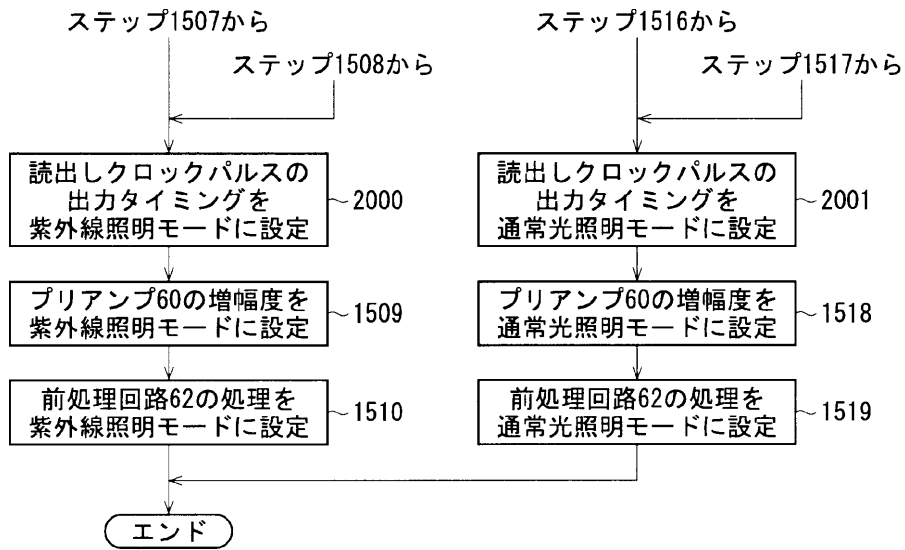 ステップ1507から
ステップ1508から
読出しクロックパルスの
出力タイミングを
紫外線照明モードに設定
2000
プリアンプ60の増幅度を
紫外線照明モードに設定
1509
前処理回路62の処理を
紫外線照明モードに設定
1510
ステップ1516から
ステップ1517から
読出しクロックパルスの
出力タイミングを
通常光照明モードに設定
2001
プリアンプ60の増幅度を
通常光照明モードに設定
1518
前処理回路62の処理を
通常光照明モードに設定
1519
エンド